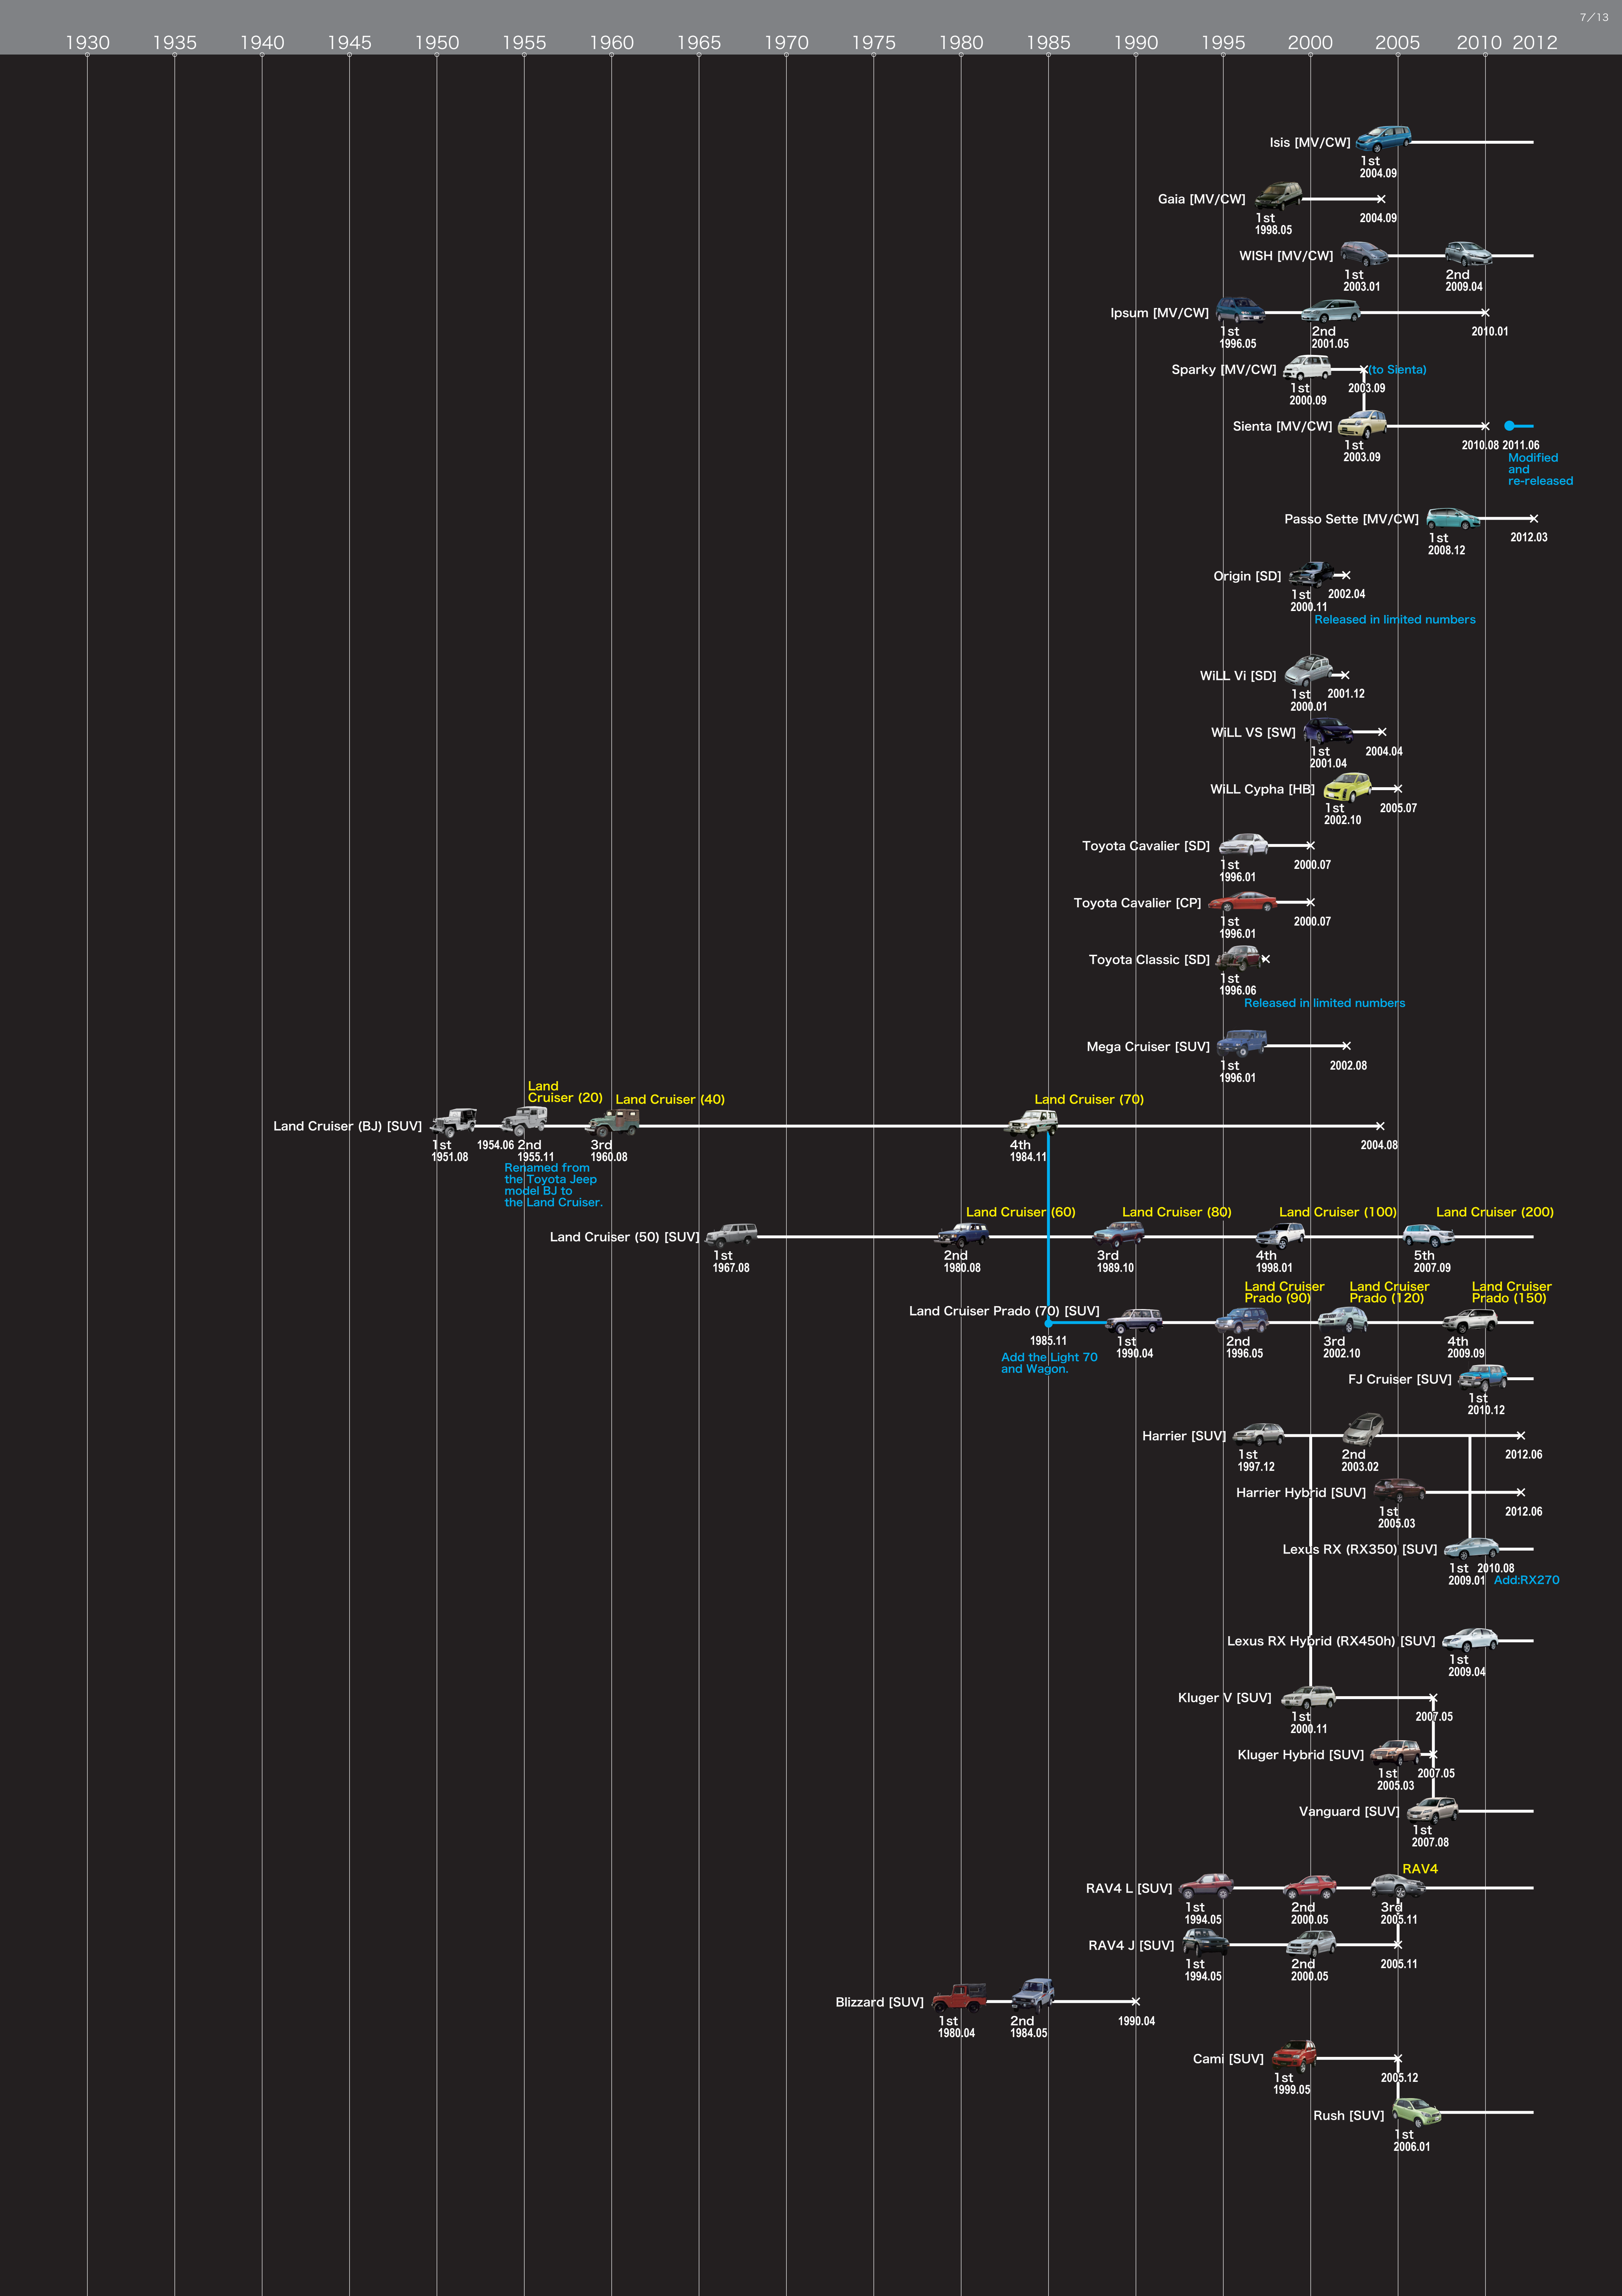 7／13
1930 1935 1940 1945 1950 1955 1960 1965 1970 1975 1980 1985 1990 1995 2000 2005 2010 2012
Isis [MV/CW]
1st
2004.09
Gaia [MV/CW]
1st 2004.09
1998.05
WISH [MV/CW]
1st 2nd
2003.01 2009.04
Ipsum [MV/CW]
1st 2nd 2010.01
1996.05 2001.05
Sparky [MV/CW] (to Sienta)
1st 2003.09
2000.09
Sienta [MV/CW]
1st 2010.08 2011.06
2003.09 Modified
and
re-released
Passo Sette [MV/CW]
1st 2012.03
2008.12
Origin [SD]
1st 2002.04
2000.11
Released in limited numbers
WiLL Vi [SD]
1st 2001.12
2000.01
WiLL VS [SW]
1st 2004.04
2001.04
WiLL Cypha [HB]
1st 2005.07
2002.10
Toyota Cavalier [SD]
1st 2000.07
1996.01
Toyota Cavalier [CP]
1st 2000.07
1996.01
Toyota Classic [SD]
1st
1996.06
Released in limited numbers
Mega Cruiser [SUV]
1st 2002.08
1996.01
Land
Cruiser (20) Land Cruiser (40) Land Cruiser (70)
Land Cruiser (BJ) [SUV]
1st 1954.06 2nd 3rd 4th 2004.08
1951.08 1955.11 1960.08 1984.11
Renamed from
the Toyota Jeep
model BJ to
the Land Cruiser.
Land Cruiser (60) Land Cruiser (80) Land Cruiser (100) Land Cruiser (200)
Land Cruiser (50) [SUV]
1st 2nd 3rd 4th 5th
1967.08 1980.08 1989.10 1998.01 2007.09
Land Cruiser Land Cruiser Land Cruiser
Prado (90) Prado (120) Prado (150)
Land Cruiser Prado (70) [SUV]
1985.11 1st 2nd 3rd 4th
1990.04 1996.05 2002.10 2009.09
Add the Light 70
and Wagon.
FJ Cruiser [SUV]
1st
2010.12
Harrier [SUV]
1st 2nd 2012.06
1997.12 2003.02
Harrier Hybrid [SUV]
1st 2012.06
2005.03
Lexus RX (RX350) [SUV]
1st 2010.08
2009.01 Add:RX270
Lexus RX Hybrid (RX450h) [SUV]
1st
2009.04
Kluger V [SUV]
1st 2007.05
2000.11
Kluger Hybrid [SUV]
1st 2007.05
2005.03
Vanguard [SUV]
1st
2007.08
RAV4
RAV4 L [SUV]
1st 2nd 3rd
1994.05 2000.05 2005.11
RAV4 J [SUV]
1st 2nd 2005.11
1994.05 2000.05
Blizzard [SUV]
1st 2nd 1990.04
1980.04 1984.05
Cami [SUV]
1st 2005.12
1999.05
Rush [SUV]
1st
2006.01